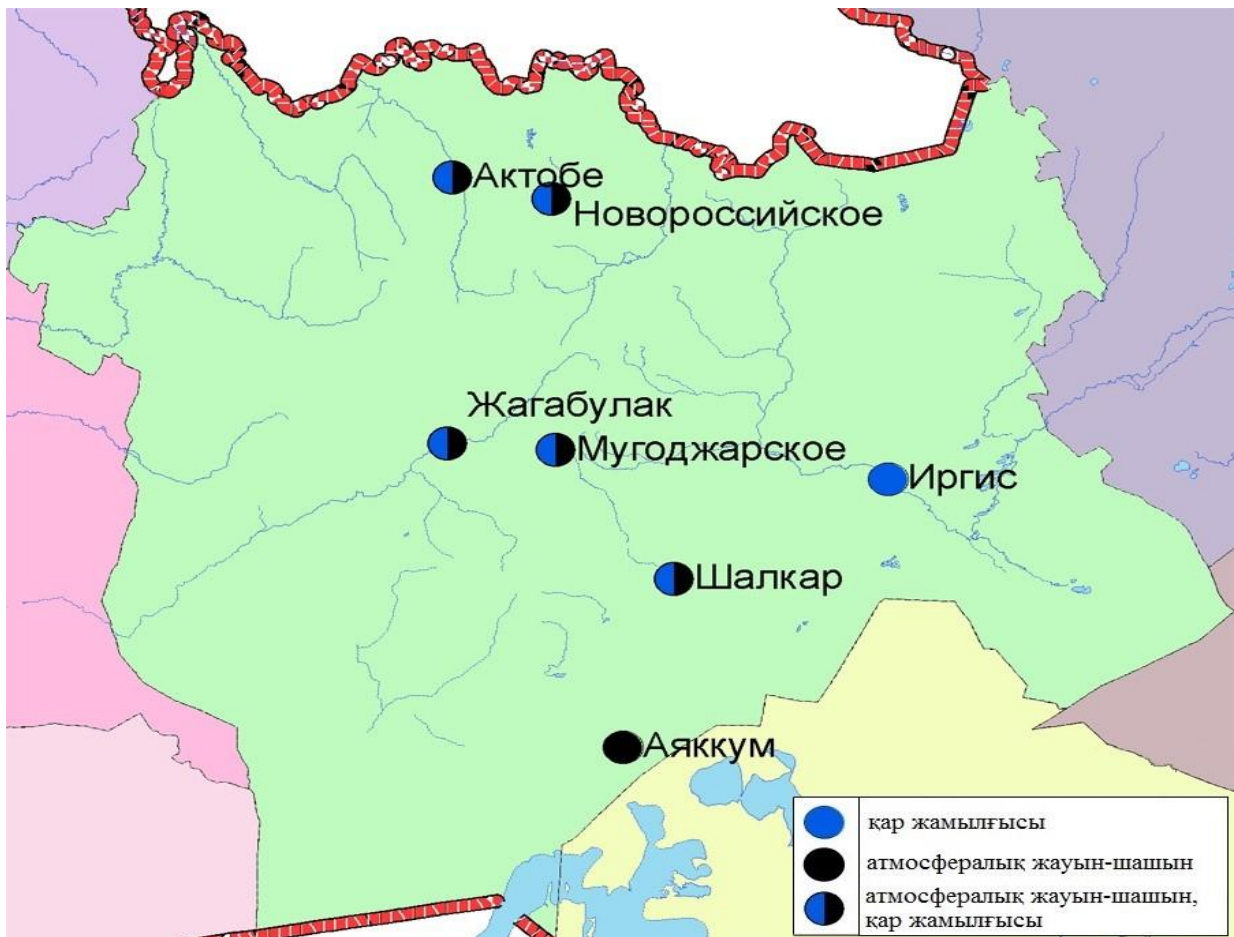 Актобе
Новороссийское
Жагабулак
Мугоджарское
Иргис
Шалкар
Аяккум
қар жамылғысы
атмосфералық жауын-шашын
атмосфералық жауын-шашын,
қар жамылғысы